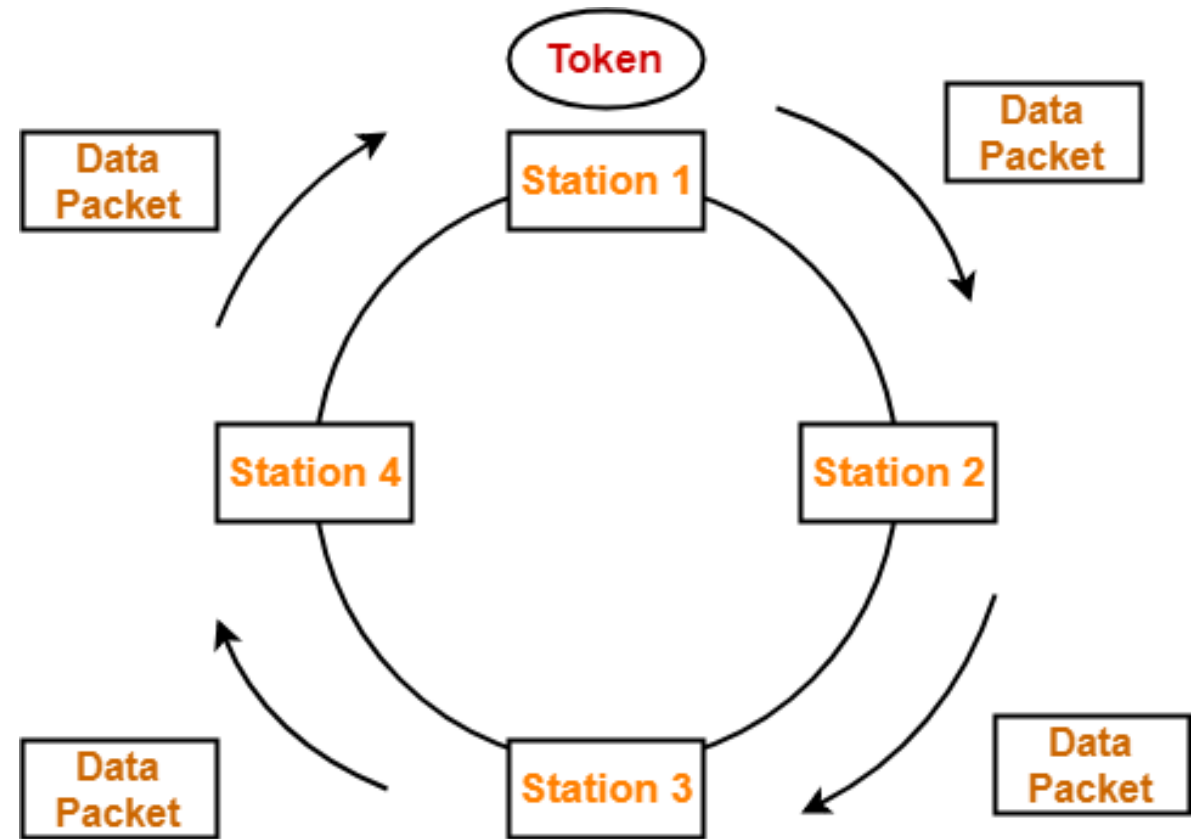 Token
Data
Packet
Data
Packet
Station 1
Station 4
Station 2
Data
Packet
Station 3
Data
Packet